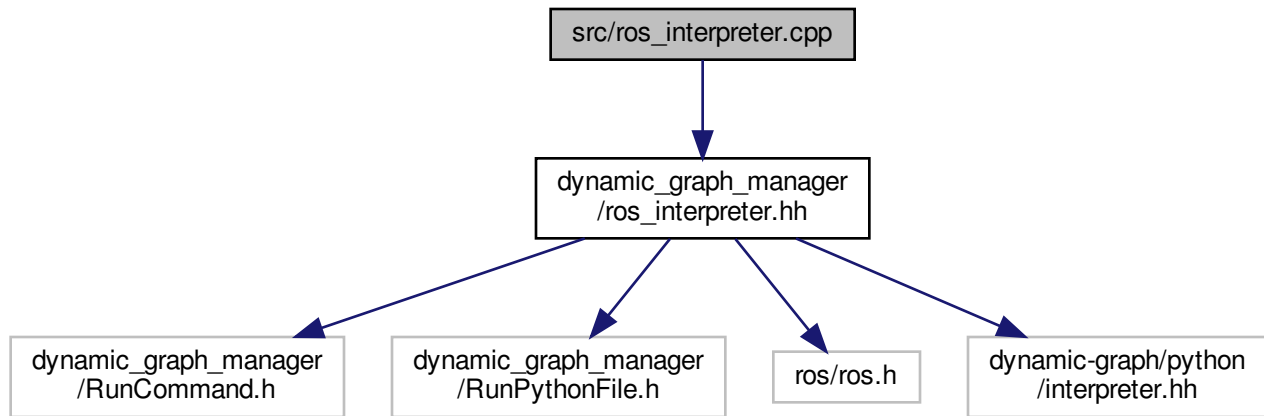 src/ros_interpreter.cpp
dynamic_graph_manager
/ros_interpreter.hh
dynamic_graph_manager
/RunCommand.h
dynamic_graph_manager
/RunPythonFile.h
ros/ros.h
dynamic-graph/python
/interpreter.hh